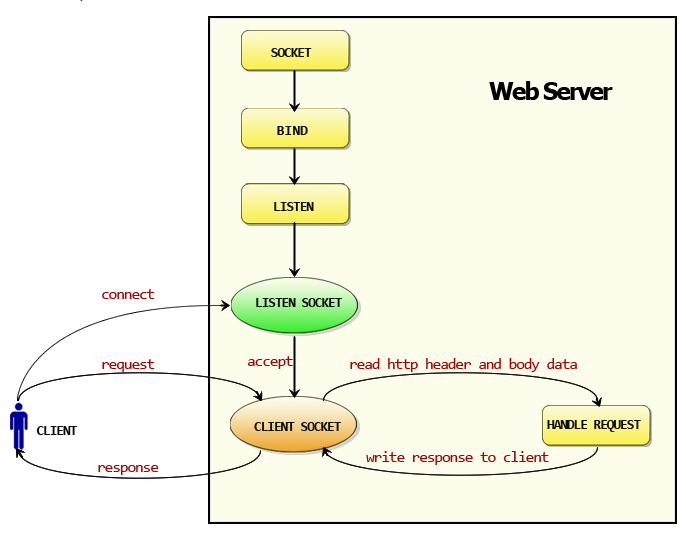 SOCKET
Web Server
BIND
LISTEN
connect
LISTEN SOCKET
request
accept
read http header and body data
CLIENT
CLIENT SOCKET
HANDLE REQUEST
response
write response to client